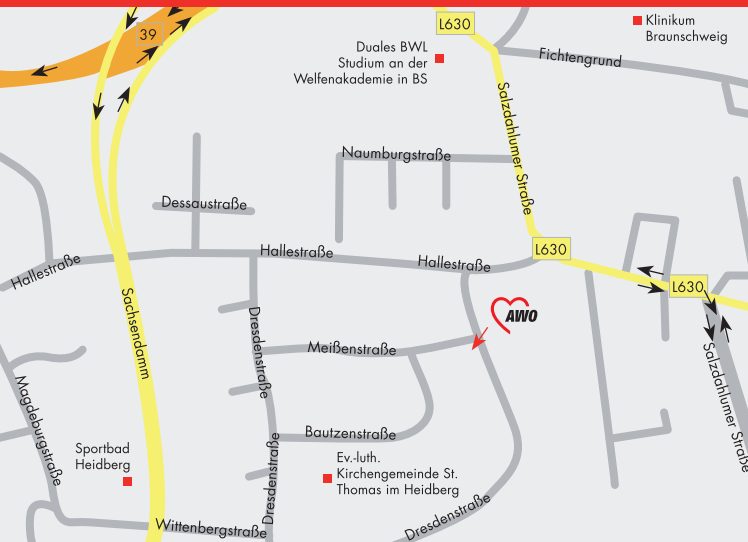 39
L630
Klinikum
Braunschweig
Duales BWL
Studium an der
Welfenakademie in BS
Fichtengrund
Salzdahlumer Straße
Naumburgstraße
Dessaustraße
Hallestraße
Hallestraße
Hallestraße
L630
L630
Sachsendamm
AWO
Dresdenstraße
Meißenstraße
Salzdahlumer Straße
Magdeburgstraße
Bautzenstraße
Dresdenstraße
Sportbad
Heidberg
Ev.-luth.
Kirchengemeinde St.
Thomas im Heidberg
Dresdenstraße
Wittenbergstraße